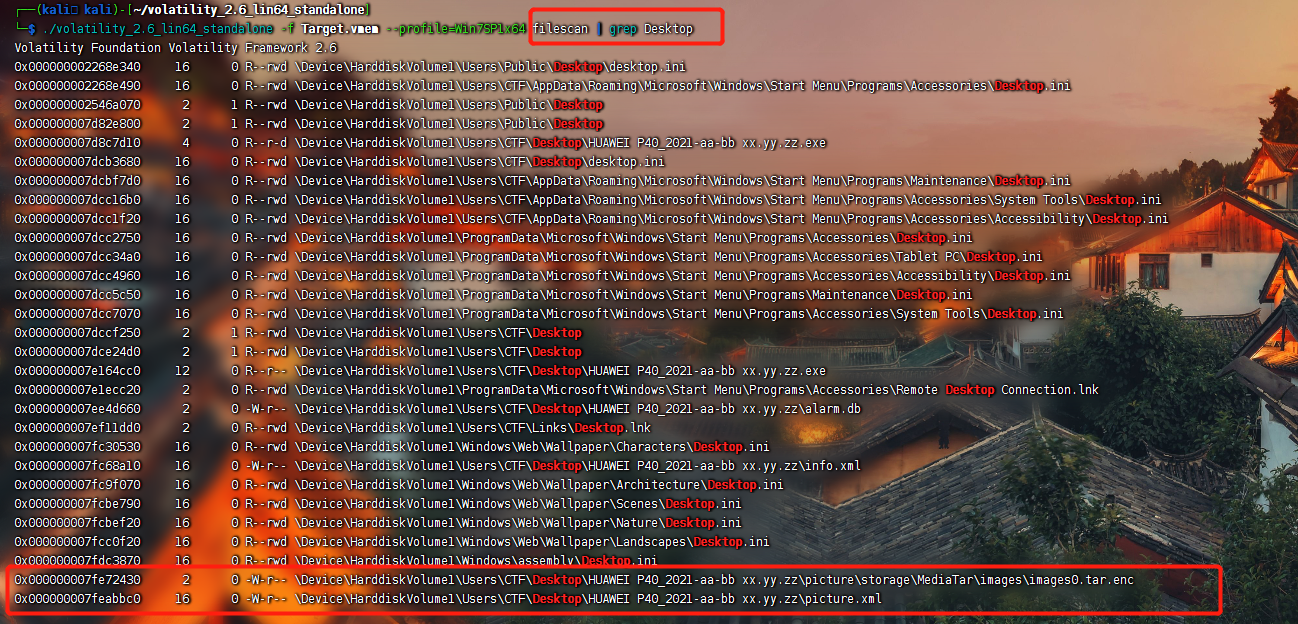 ┌──(kali㉿kali)-[~/volatility_2.6_lin64_standalone]
└─$ ./volatility_2.6_lin64_standalone -f Target.vmem --profile=Win7SP1x64 filescan | grep Desktop
Volatility Foundation Volatility Framework 2.6
0x000000002268e340 16 0 R--rwd \Device\HarddiskVolume1\Users\Public\Desktop\desktop.ini
0x000000002268e490 16 0 R--rwd \Device\HarddiskVolume1\Users\CTF\AppData\Roaming\Microsoft\Windows\Start Menu\Programs\Accessories\Desktop.ini
0x000000002546a070 2 1 R--rwd \Device\HarddiskVolume1\Users\Public\Desktop
0x000000007d82e800 2 1 R--rwd \Device\HarddiskVolume1\Users\Public\Desktop
0x000000007d8c7d10 4 0 R--r-d \Device\HarddiskVolume1\Users\CTF\Desktop\HUAWEI P40_2021-aa-bb xx.yy.zz.exe
0x000000007dcb3680 16 0 R--rwd \Device\HarddiskVolume1\Users\CTF\Desktop\desktop.ini
0x000000007dcbf7d0 16 0 R--rwd \Device\HarddiskVolume1\Users\CTF\AppData\Roaming\Microsoft\Windows\Start Menu\Programs\Maintenance\Desktop.ini
0x000000007dcc16b0 16 0 R--rwd \Device\HarddiskVolume1\Users\CTF\AppData\Roaming\Microsoft\Windows\Start Menu\Programs\Accessories\System Tools\Desktop.ini
0x000000007dcc1f20 16 0 R--rwd \Device\HarddiskVolume1\Users\CTF\AppData\Roaming\Microsoft\Windows\Start Menu\Programs\Accessories\Accessibility\Desktop.ini
0x000000007dcc2750 16 0 R--rwd \Device\HarddiskVolume1\ProgramData\Microsoft\Windows\Start Menu\Programs\Accessories\Desktop.ini
0x000000007dcc34a0 16 0 R--rwd \Device\HarddiskVolume1\ProgramData\Microsoft\Windows\Start Menu\Programs\Accessories\Tablet PC\Desktop.ini
0x000000007dcc4960 16 0 R--rwd \Device\HarddiskVolume1\ProgramData\Microsoft\Windows\Start Menu\Programs\Accessories\Accessibility\Desktop.ini
0x000000007dcc5c50 16 0 R--rwd \Device\HarddiskVolume1\ProgramData\Microsoft\Windows\Start Menu\Programs\Maintenance\Desktop.ini
0x000000007dcc7070 16 0 R--rwd \Device\HarddiskVolume1\ProgramData\Microsoft\Windows\Start Menu\Programs\Accessories\System Tools\Desktop.ini
0x000000007dccf250 2 1 R--rwd \Device\HarddiskVolume1\Users\CTF\Desktop
0x000000007dce24d0 2 1 R--rwd \Device\HarddiskVolume1\Users\CTF\Desktop
0x000000007e164cc0 12 0 R--r-- \Device\HarddiskVolume1\Users\CTF\Desktop\HUAWEI P40_2021-aa-bb xx.yy.zz.exe
0x000000007e1ecc20 2 0 R--rwd \Device\HarddiskVolume1\ProgramData\Microsoft\Windows\Start Menu\Programs\Accessories\Remote Desktop Connection.lnk
0x000000007ee4d660 2 0 -W-r-- \Device\HarddiskVolume1\Users\CTF\Desktop\HUAWEI P40_2021-aa-bb xx.yy.zz\alarm.db
0x000000007ef11dd0 2 0 R--rwd \Device\HarddiskVolume1\Users\CTF\Links\Desktop.lnk
0x000000007fc30530 16 0 R--rwd \Device\HarddiskVolume1\Windows\Web\Wallpaper\Characters\Desktop.ini
0x000000007fc68a10 16 0 -W-r-- \Device\HarddiskVolume1\Users\CTF\Desktop\HUAWEI P40_2021-aa-bb xx.yy.zz\info.xml
0x000000007fc9f070 16 0 R--rwd \Device\HarddiskVolume1\Windows\Web\Wallpaper\Architecture\Desktop.ini
0x000000007fcbe790 16 0 R--rwd \Device\HarddiskVolume1\Windows\Web\Wallpaper\Scenes\Desktop.ini
0x000000007fcbef20 16 0 R--rwd \Device\HarddiskVolume1\Windows\Web\Wallpaper\Nature\Desktop.ini
0x000000007fcc0f20 16 0 R--rwd \Device\HarddiskVolume1\Windows\Web\Wallpaper\Landscapes\Desktop.ini
0x000000007fdc3870 16 0 R--rwd \Device\HarddiskVolume1\Windows\assembly\Desktop.ini
0x000000007fe72430 2 0 -W-r-- \Device\HarddiskVolume1\Users\CTF\Desktop\HUAWEI P40_2021-aa-bb xx.yy.zz\picture\storage\MediaTar\images\images0.tar.enc
0x000000007feabbc0 16 0 -W-r-- \Device\HarddiskVolume1\Users\CTF\Desktop\HUAWEI P40_2021-aa-bb xx.yy.zz\picture.xml